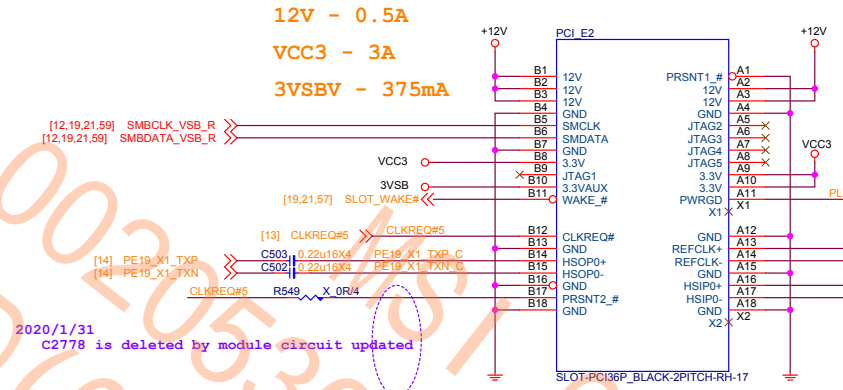 12V - 0.5A
VCC3 - 3A
3VSBV - 375mA
+12V
PCI_E2
+12V
B1 12V PRSNT1_# A1
B2 12V 12V A2
B3 12V 12V A3
B4 GND GND A4
[12,19,21,59] SMBCLK_VSB_R B5 SMCLK JTAG2 A5
[12,19,21,59] SMBDATA_VSB_R B6 SMDATA JTAG3 A6
B7 GND JTAG4 A7
VCC3 B8 3.3V JTAG5 A8 VCC3
B9 JTAG1 3.3V A9
3VSB B10 3.3VAUX 3.3V A10
[19,21,57] SLOT_WAKE# B11 WAKE_# PWRGD A11 PL
X1 X1
[13] CLKREQ#5 CLKREQ#5 B12 CLKREQ# GND A12
B13 GND REFCLK+ A13
[14] PE19_X1_TXP C503 0.22u16X4 PE19_X1_TXP_C B14 HSOP0+ REFCLK- A14
[14] PE19_X1_TXN C502 0.22u16X4 PE19_X1_TXN_C B15 HSOP0- GND A15
B16 GND HSIP0+ A16
CLKREQ#5 R549 X_0R/4 B17 PRSNT2_# HSIP0- A17
B18 GND GND A18
X2 X2
2020/1/31
C2778 is deleted by module circuit updated
SLOT-PCI36P_BLACK-2PITCH-RH-17
MSI